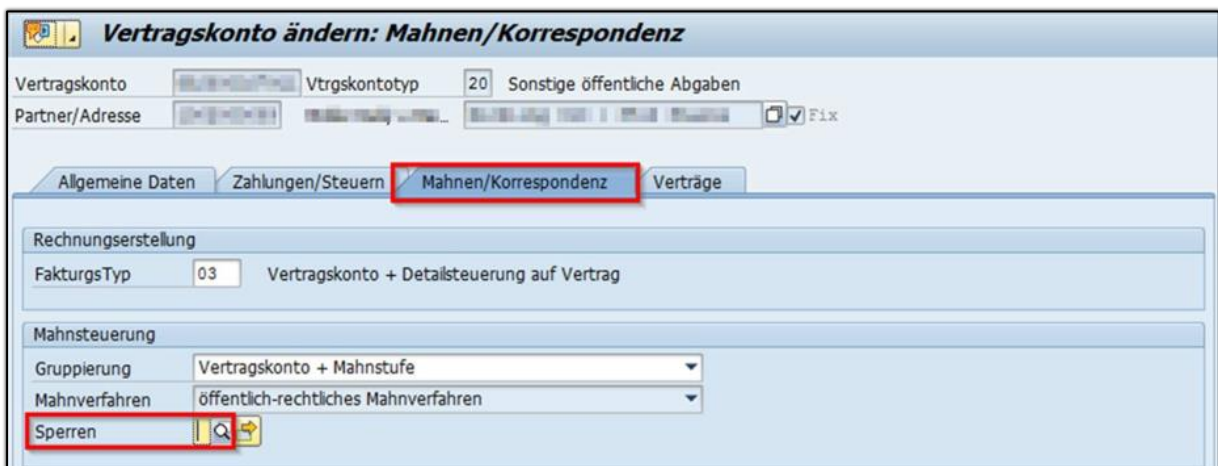 Vertragskonto ändern: Mahnen/Korrespondenz
Vertragskonto Vtrgskontotyp 20 Sonstige öffentliche Abgaben
Partner/Adresse Fix
Allgemeine Daten Zahlungen/Steuern Mahnen/Korrespondenz Verträge
Rechnungserstellung
FakturgsTyp 03 Vertragskonto + Detailsteuerung auf Vertrag
Mahnsteuerung
Gruppierung Vertragskonto + Mahnstufe
Mahnverfahren öffentlich-rechtliches Mahnverfahren
Sperren